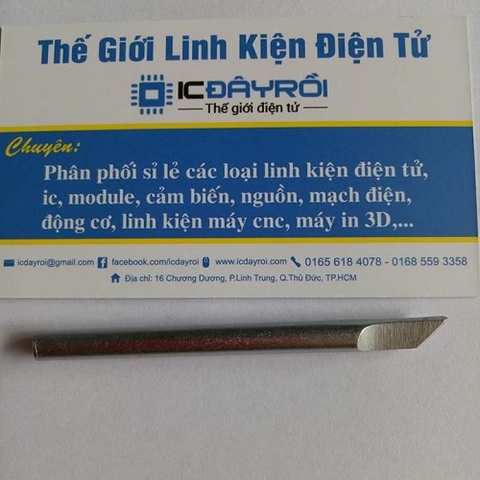 Thế Giới Linh Kiện Điện Tử
ICĐÂYRỒI
Thế giới điện tử
Chuyên:
Phân phối sỉ lẻ các loại linh kiện điện tử,
ic, module, cảm biến, nguồn, mạch điện,
động cơ, linh kiện máy cnc, máy in 3D,...
icdayroi@gmail.com facebook.com/icdayroi www.icdayroi.com 0165 618 4078 - 0168 559 3358
Địa chỉ: 16 Chương Dương, P.Linh Trung, Q.Thủ Đức, TP.HCM